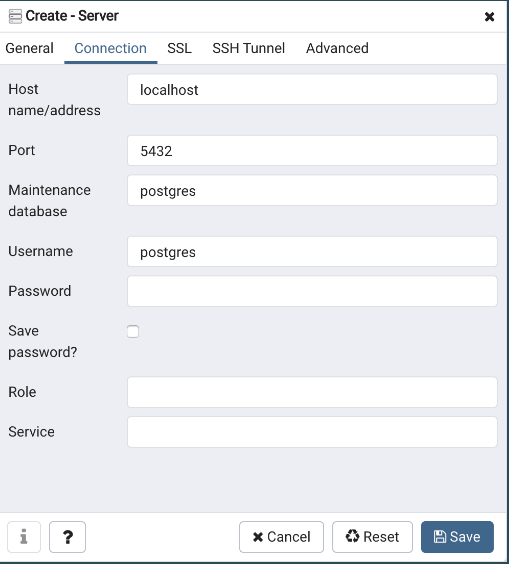 Create - Server
General Connection SSL SSH Tunnel Advanced
Host
name/address
localhost
Port
5432
Maintenance
database
postgres
Username
postgres
Password
Save
password?
Role
Service
i ? Cancel Reset Save